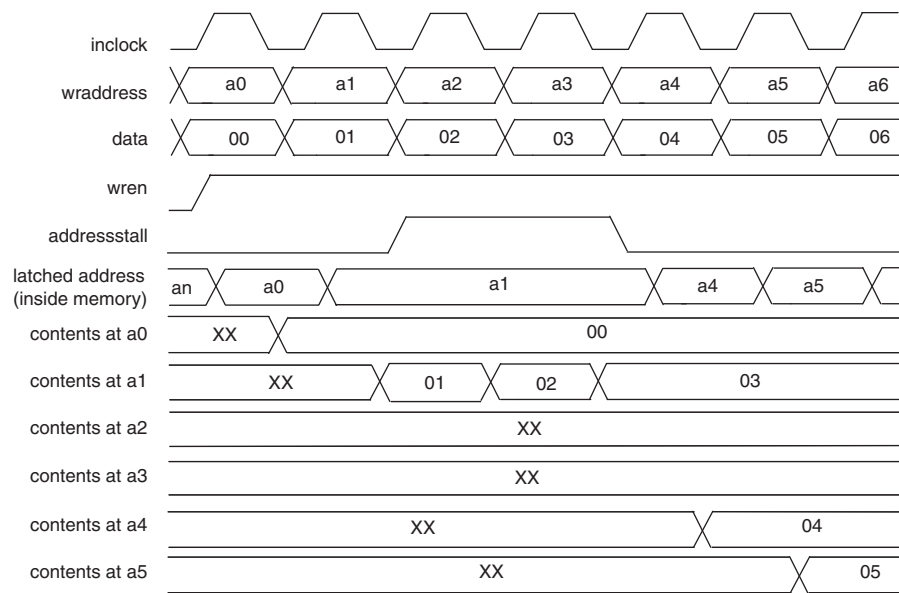 inclock
wraddress a0 a1 a2 a3 a4 a5 a6
data 00 01 02 03 04 05 06
wren
addressstall
latched address
(inside memory) an a0 a1 a4 a5
contents at a0 XX 00
contents at a1 XX 01 02 03
contents at a2 XX
contents at a3 XX
contents at a4 XX 04
contents at a5 XX 05